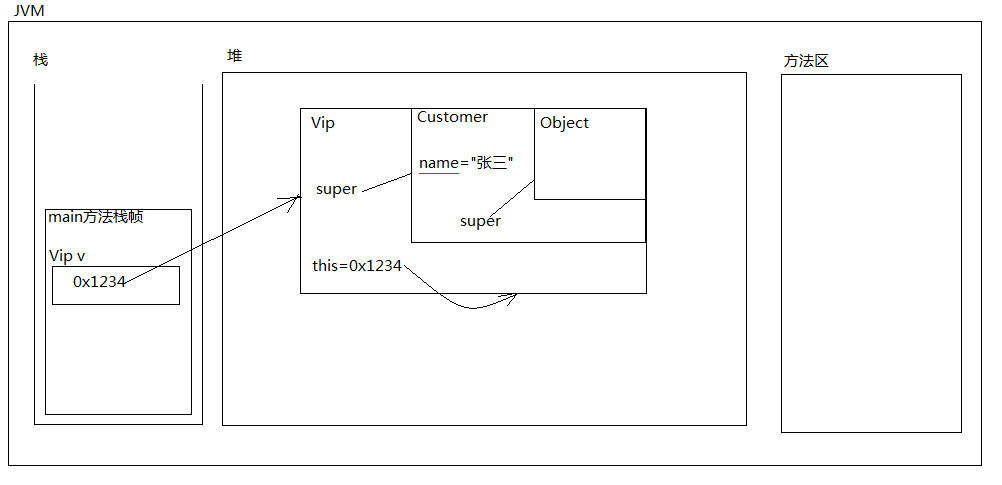 JVM
栈
堆
方法区
Vip
Customer
Object
name="张三"
super
super
main方法栈帧
Vip v
0x1234
this=0x1234